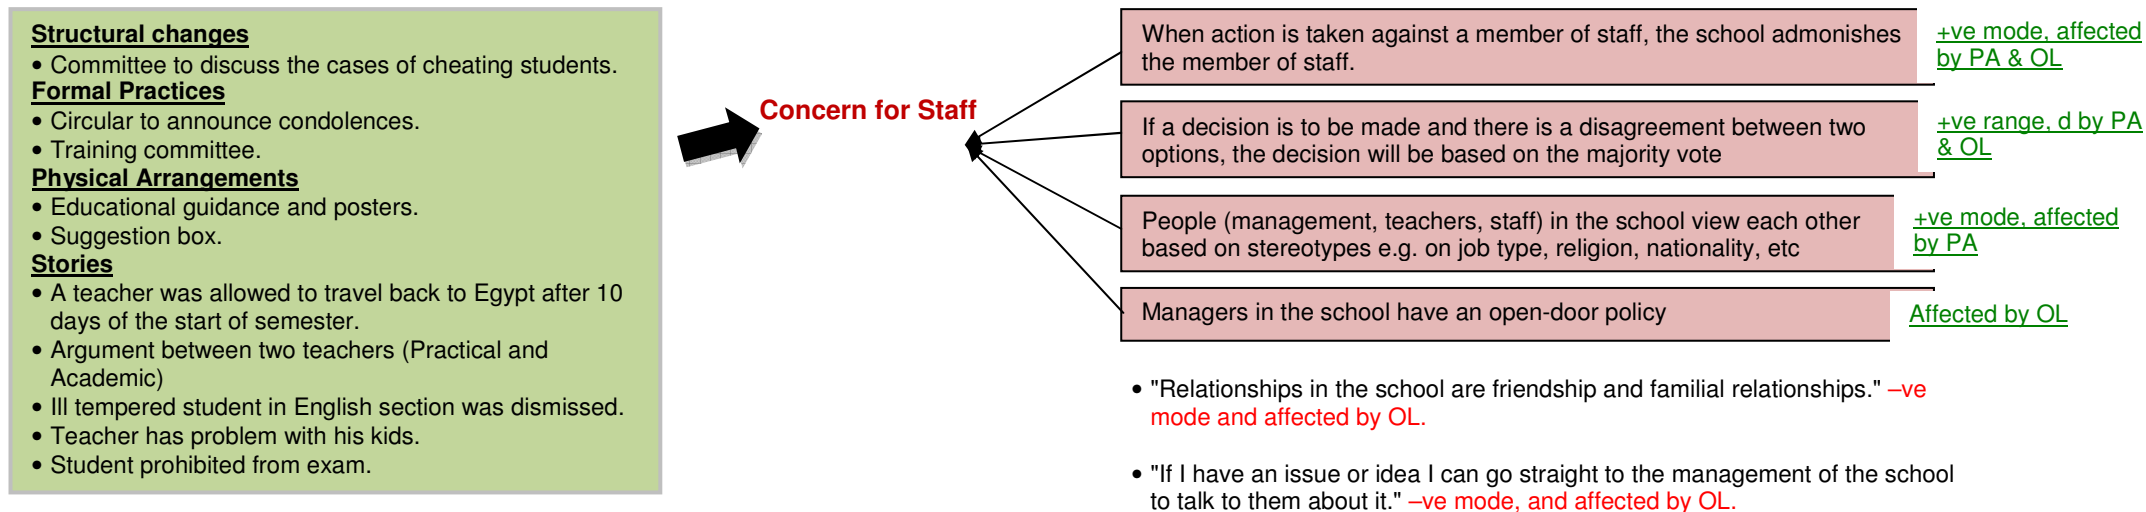 Structural changes
• Committee to discuss the cases of cheating students.
Formal Practices
• Circular to announce condolences.
• Training committee.
Physical Arrangements
• Educational guidance and posters.
• Suggestion box.
Stories
• A teacher was allowed to travel back to Egypt after 10
days of the start of semester.
• Argument between two teachers (Practical and
Academic)
• Ill tempered student in English section was dismissed.
• Teacher has problem with his kids.
• Student prohibited from exam.
Concern for Staff
When action is taken against a member of staff, the school admonishes
the member of staff.
+ve mode, affected
by PA & OL
If a decision is to be made and there is a disagreement between two
options, the decision will be based on the majority vote
+ve range, d by PA
& OL
People (management, teachers, staff) in the school view each other
based on stereotypes e.g. on job type, religion, nationality, etc
+ve mode, affected
by PA
Managers in the school have an open-door policy
Affected by OL
• "Relationships in the school are friendship and familial relationships." –ve
mode and affected by OL.
• "If I have an issue or idea I can go straight to the management of the school
to talk to them about it." –ve mode, and affected by OL.